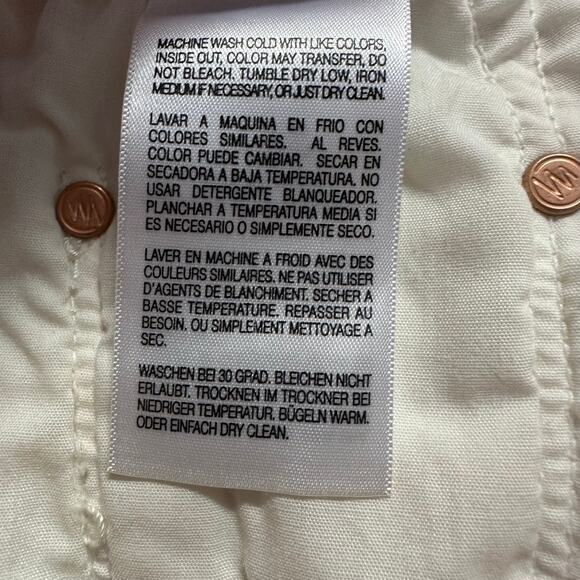 MACHINE WASH COLD WITH LIKE COLORS,
INSIDE OUT, COLOR MAY TRANSFER, DO
NOT BLEACH. TUMBLE DRY LOW, IRON
MEDIUM IF NECESSARY, OR JUST DRY CLEAN.
LAVAR A MAQUINA EN FRIO CON
COLORES SIMILARES. AL REVES.
COLOR PUEDE CAMBIAR. SECAR EN
SECADORA A BAJA TEMPERATURA. NO
USAR DETERGENTE BLANQUEADOR.
PLANCHAR A TEMPERATURA MEDIA SI
ES NECESARIO O SIMPLEMENTE SECO.
LAVER EN MACHINE A FROID AVEC DES
COULEURS SIMILAIRES. NE PAS UTILISER
D'AGENTS DE BLANCHIMENT. SECHER A
BASSE TEMPERATURE. REPASSER AU
BESOIN. OU SIMPLEMENT METTOYAGE A
SEC.
WASCHEN BEI 30 GRAD. BLEICHEN NICHT
ERLAUBT. TROCKNEN IM TROCKNER BEI
NIEDRIGER TEMPERATUR. BÜGELN WARM.
ODER EINFACH DRY CLEAN.